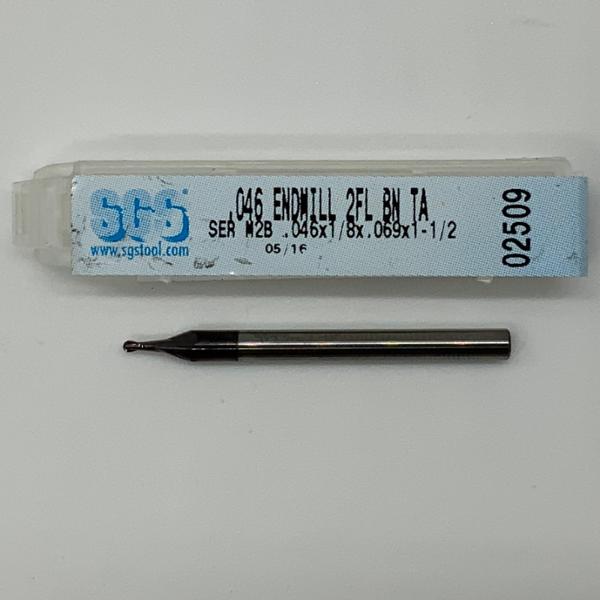 SGS
www.sgstool.com
.046 ENDMILL 2FL BN TA
SER M2B .046x1/8x.069x1-1/2
05/16
02509